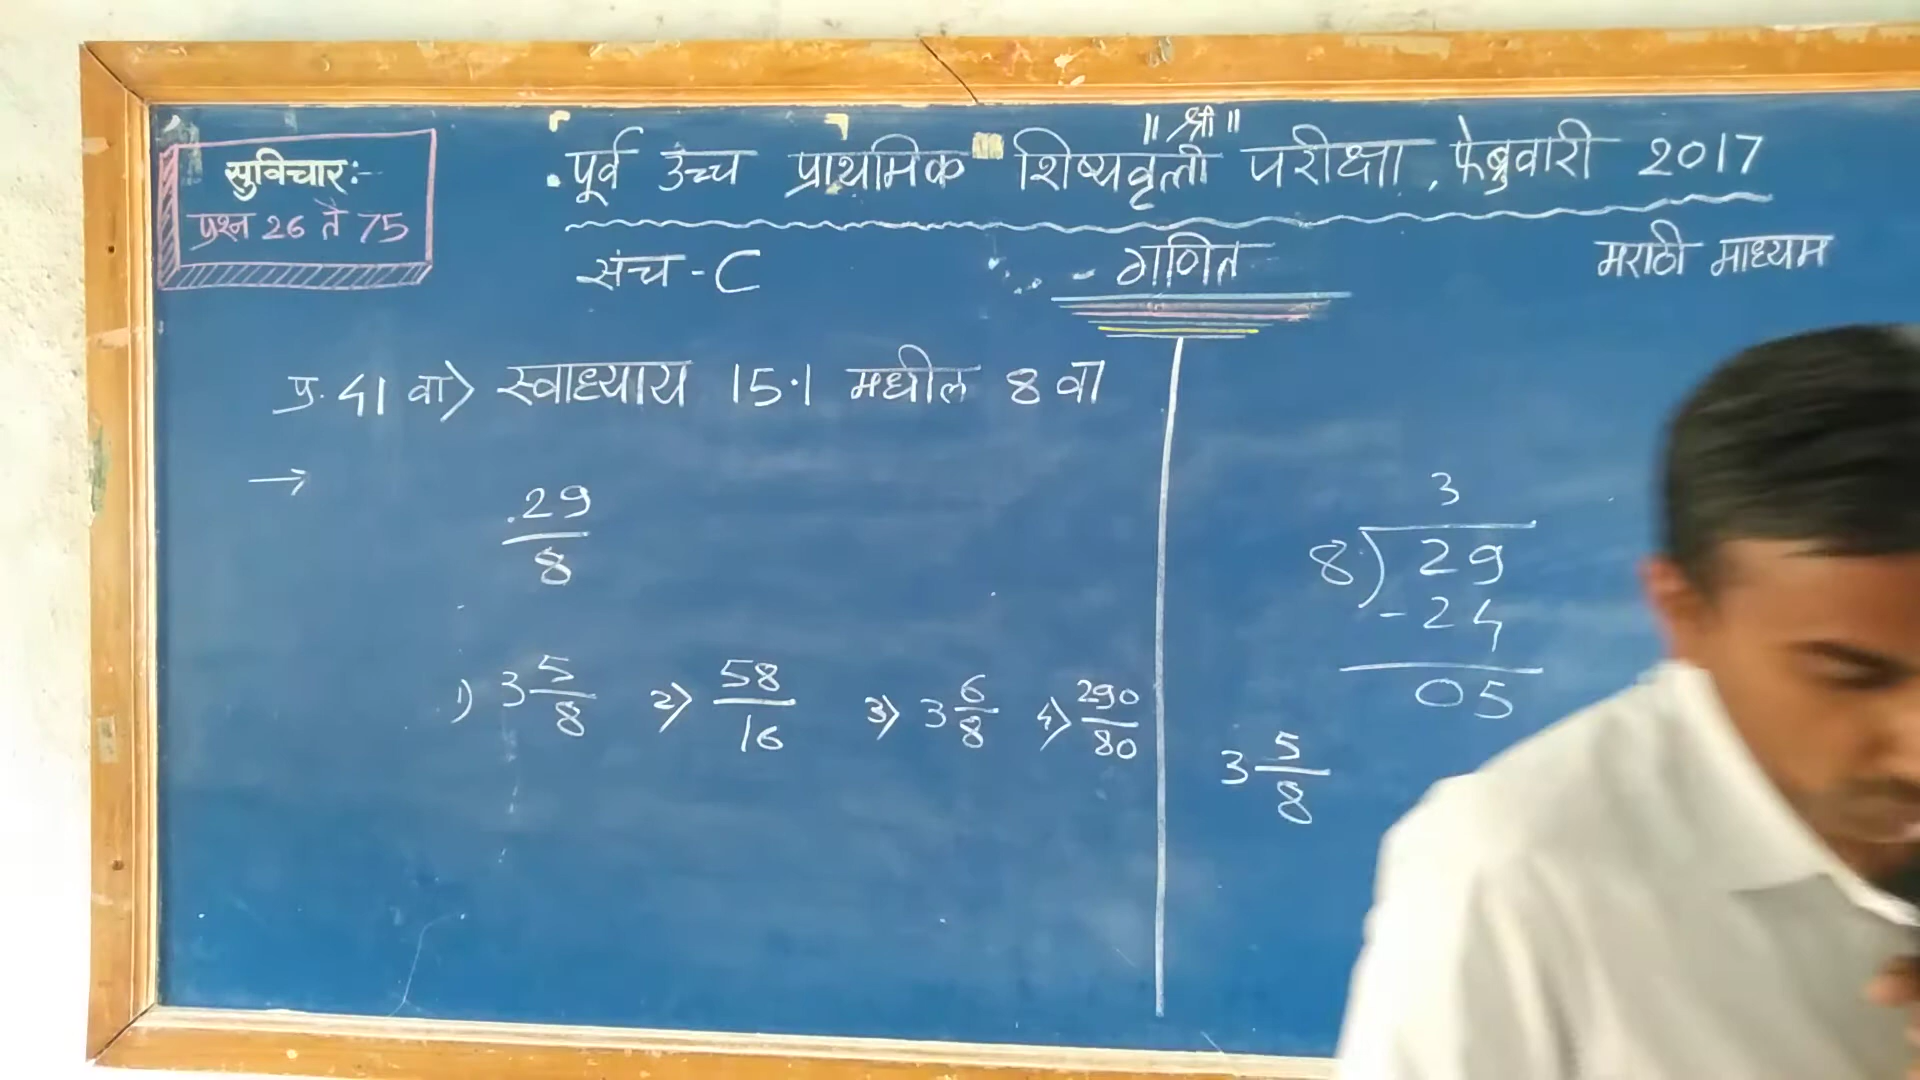 ॥ श्री ॥
सुविचार:-
प्रश्न 26 ते 75
पूर्व उच्च प्राथमिक शिष्यवृत्ती परीक्षा, फेब्रुवारी 2017
संच - C
- गणित
मराठी माध्यम
प्र. 41 वा> स्वाध्याय 15.1 मधील 8 वा
→
29/8
1) 3 5/8 2> 58/16 3> 3 6/8 4> 290/80
3
8) 29
- 24
05
3 5/8